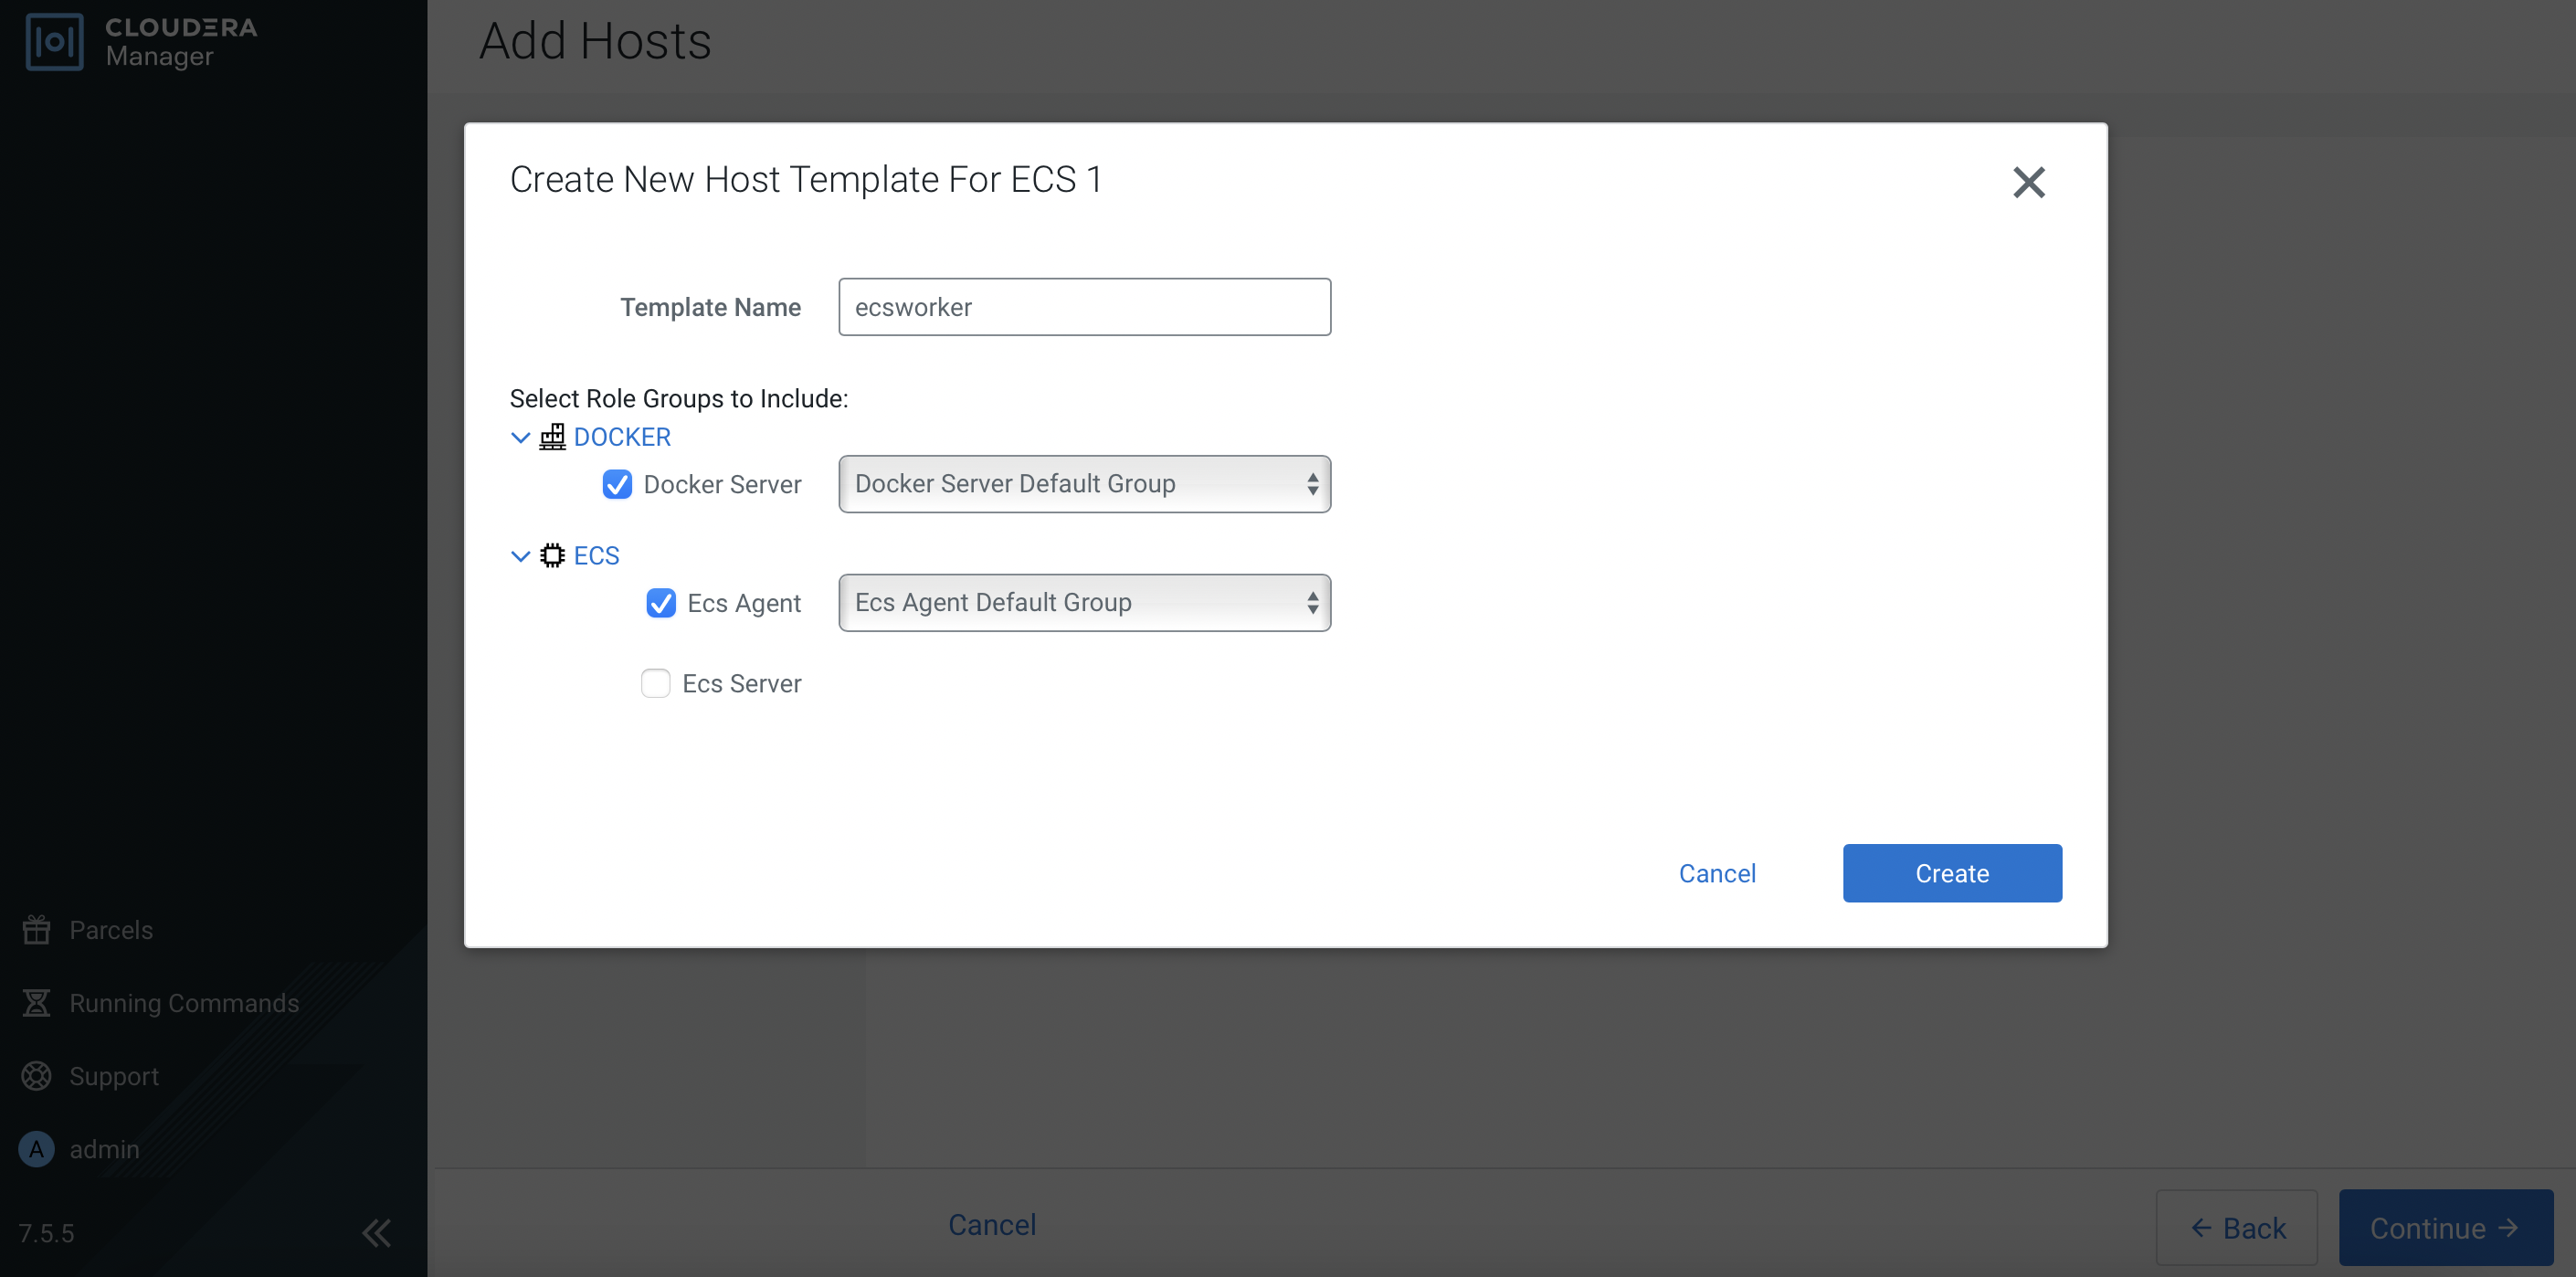 CLOUDERA
Manager
Add Hosts
Create New Host Template For ECS 1
Template Name
ecsworker
Select Role Groups to Include:
DOCKER
Docker Server
Docker Server Default Group
ECS
Ecs Agent
Ecs Agent Default Group
Ecs Server
Cancel
Create
Parcels
Running Commands
Support
A admin
7.5.5
Cancel
Back
Continue